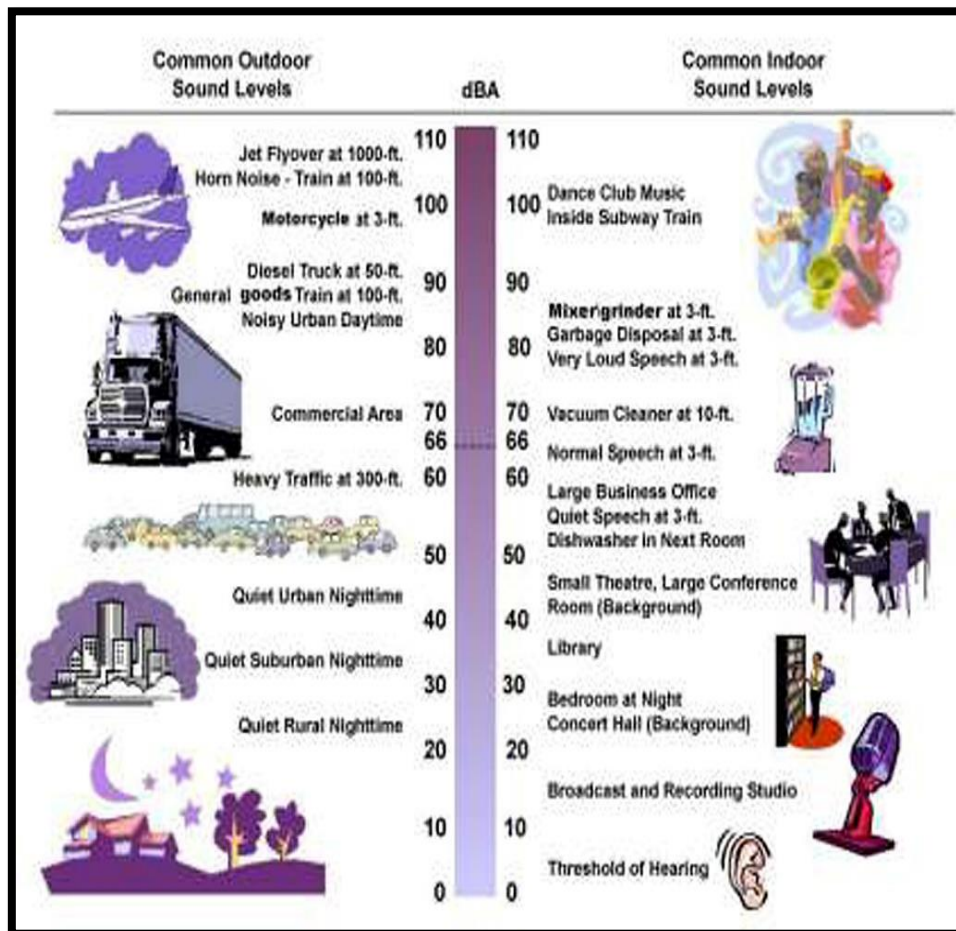 Common Outdoor
Sound Levels
dBA
Common Indoor
Sound Levels
Jet Flyover at 1000-ft.
Horn Noise - Train at 100-ft.
Motorcycle at 3-ft.
Diesel Truck at 50-ft.
General goods Train at 100-ft.
Noisy Urban Daytime
Commercial Area
Heavy Traffic at 300-ft.
Quiet Urban Nighttime
Quiet Suburban Nighttime
Quiet Rural Nighttime
110
100
90
80
70
66
60
50
40
30
20
10
0
110
100
90
80
70
66
60
50
40
30
20
10
0
Dance Club Music
Inside Subway Train
Mixer\grinder at 3-ft.
Garbage Disposal at 3-ft.
Very Loud Speech at 3-ft.
Vacuum Cleaner at 10-ft.
Normal Speech at 3-ft.
Large Business Office
Quiet Speech at 3-ft.
Dishwasher in Next Room
Small Theatre, Large Conference
Room (Background)
Library
Bedroom at Night
Concert Hall (Background)
Broadcast and Recording Studio
Threshold of Hearing